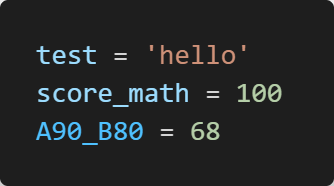 test = 'hello'
score_math = 100
A90_B80 = 68